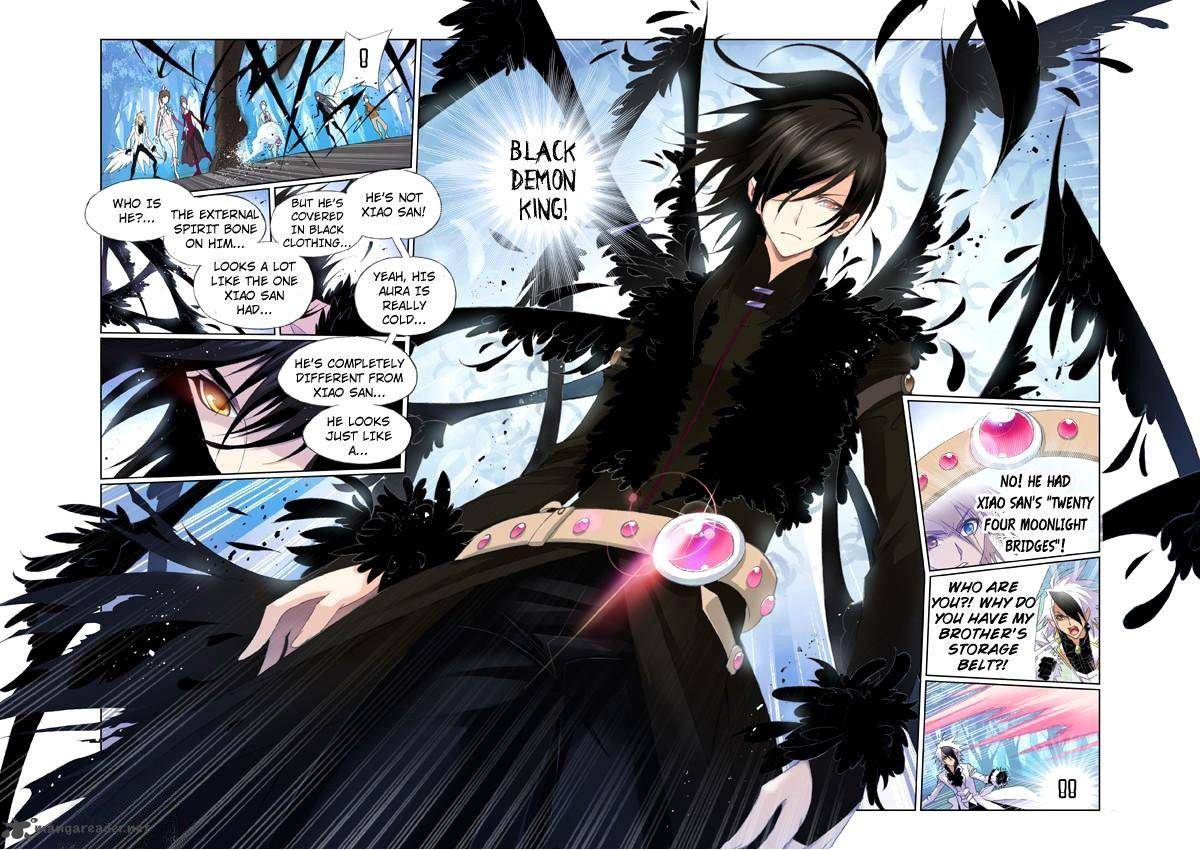 !
WHO IS
HE?...
THE EXTERNAL
SPIRIT BONE
ON HIM...
LOOKS A LOT
LIKE THE ONE
XIAO SAN
HAD...
BUT HE'S
COVERED
IN BLACK
CLOTHING...
HE'S NOT
XIAO SAN!
YEAH, HIS
AURA IS
REALLY
COLD...
HE'S COMPLETELY
DIFFERENT FROM
XIAO SAN...
HE LOOKS
JUST LIKE
A...
BLACK
DEMON
KING!
NO! HE HAD
XIAO SAN'S "TWENTY
FOUR MOONLIGHT
BRIDGES"!
WHO ARE
YOU?! WHY DO
YOU HAVE MY
BROTHER'S
STORAGE
BELT?!
!!
mangareader.net